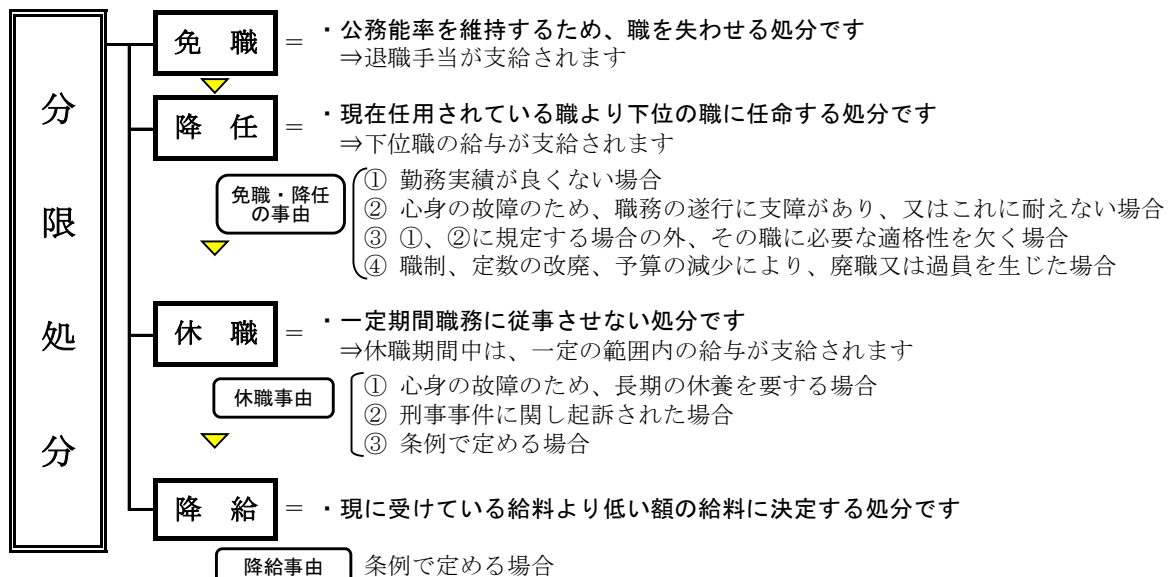 分限処分
免職 = ・公務能率を維持するため、職を失わせる処分です
⇒退職手当が支給されます
降任 = ・現在任用されている職より下位の職に任命する処分です
⇒下位職の給与が支給されます
免職・降任の事由
① 勤務実績が良くない場合
② 心身の故障のため、職務の遂行に支障があり、又はこれに耐えない場合
③ ①、②に規定する場合の外、その職に必要な適格性を欠く場合
④ 職制、定数の改廃、予算の減少により、廃職又は過員を生じた場合
休職 = ・一定期間職務に従事させない処分です
⇒休職期間中は、一定の範囲内の給与が支給されます
休職事由
① 心身の故障のため、長期の休養を要する場合
② 刑事事件に関し起訴された場合
③ 条例で定める場合
降給 = ・現に受けている給料より低い額の給料に決定する処分です
降給事由 条例で定める場合